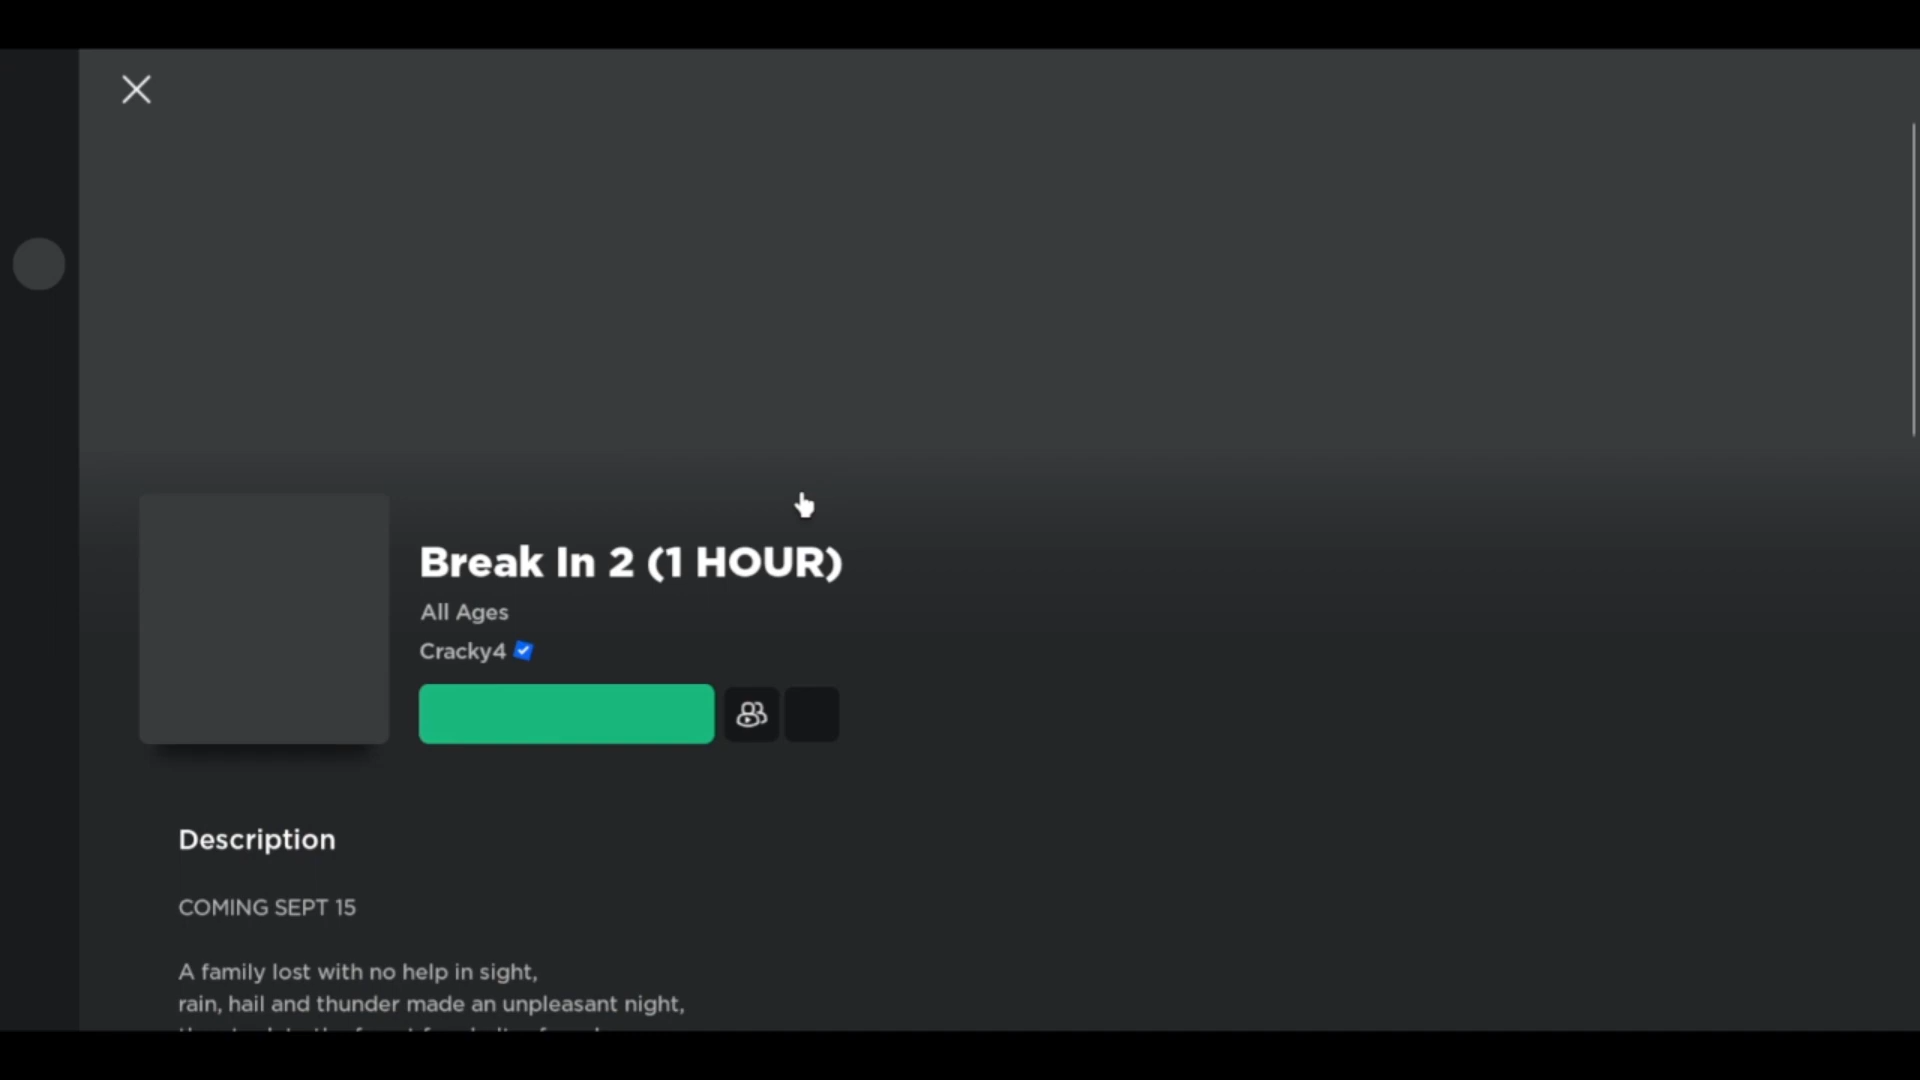 Break In 2 (1 HOUR)
All Ages
Cracky4
Description
COMING SEPT 15
A family lost with no help in sight,
rain, hail and thunder made an unpleasant night,